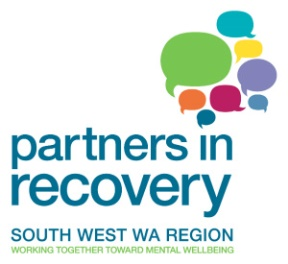 partners in
recovery
SOUTH WEST WA REGION
WORKING TOGETHER TOWARD MENTAL WELLBEING